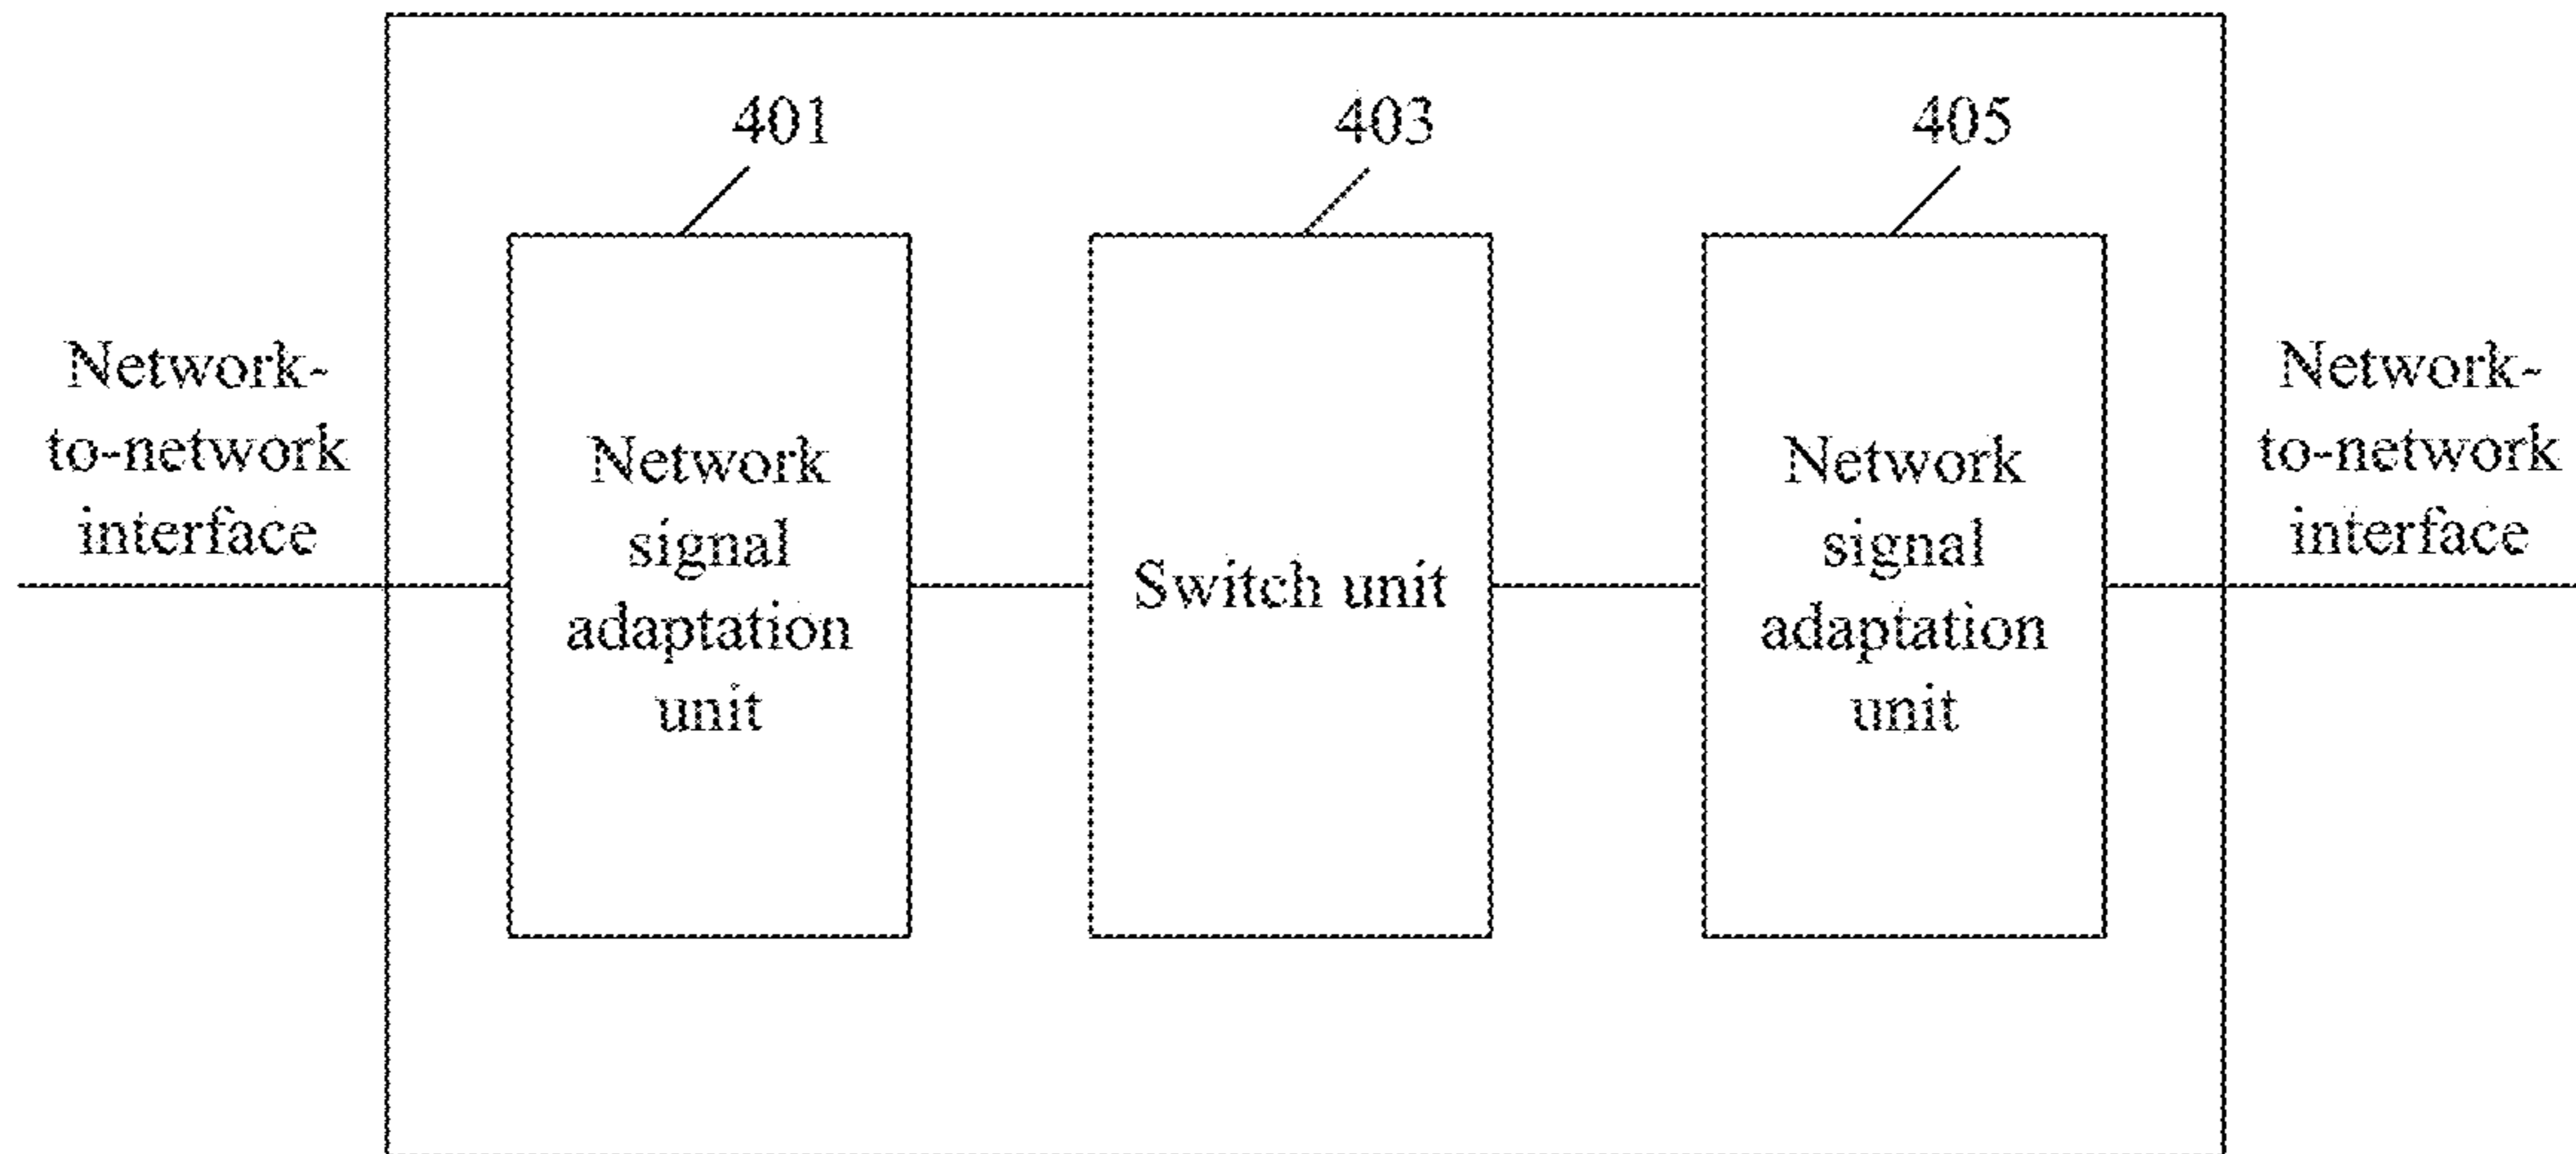 401
403
405
Network-
to-network
interface
Network
signal
adaptation
unit
Switch unit
Network
signal
adaptation
unit
Network-
to-network
interface